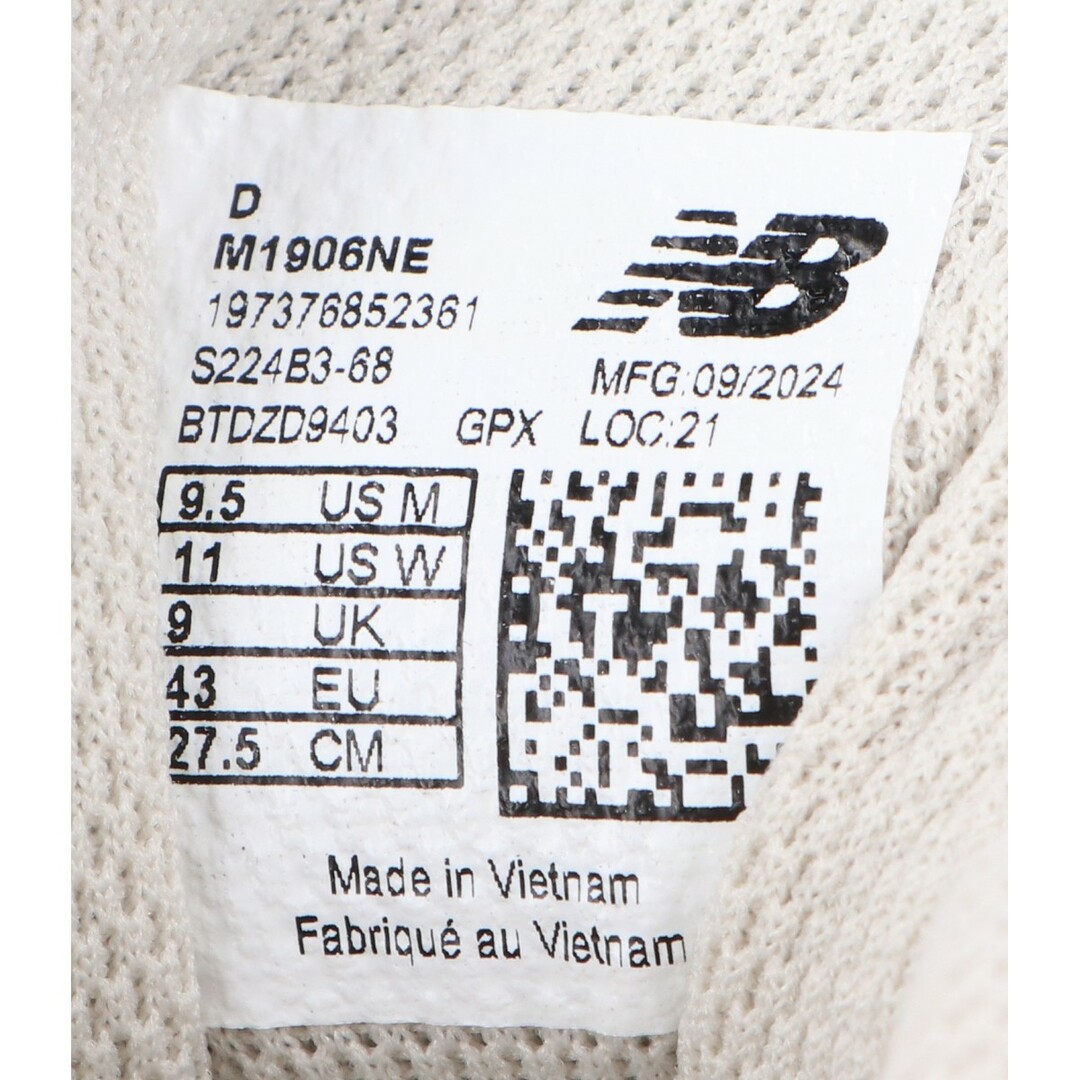 D
M1906NE
197376852361
S224B3-68
BTDZD9403 GPX
NB
MFG:09/2024
LOC:21
9.5 US M
11 US W
9 UK
43 EU
27.5 CM
Made in Vietnam
Fabriqué au Vietnam